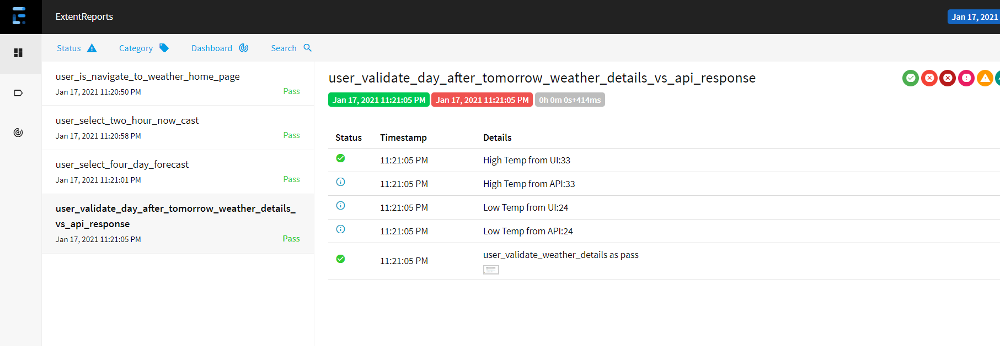 ExtentReports
Jan 17, 2021
Status
Category
Dashboard
Search
user_is_navigate_to_weather_home_page
Jan 17, 2021 11:20:50 PM
Pass
user_select_two_hour_now_cast
Jan 17, 2021 11:20:58 PM
Pass
user_select_four_day_forecast
Jan 17, 2021 11:21:01 PM
Pass
user_validate_day_after_tomorrow_weather_details_
vs_api_response
Jan 17, 2021 11:21:05 PM
Pass
user_validate_day_after_tomorrow_weather_details_vs_api_response
Jan 17, 2021 11:21:05 PM Jan 17, 2021 11:21:05 PM 0h 0m 0s+414ms
Status Timestamp Details
11:21:05 PM High Temp from UI:33
11:21:05 PM High Temp from API:33
11:21:05 PM Low Temp from UI:24
11:21:05 PM Low Temp from API:24
11:21:05 PM user_validate_weather_details as pass